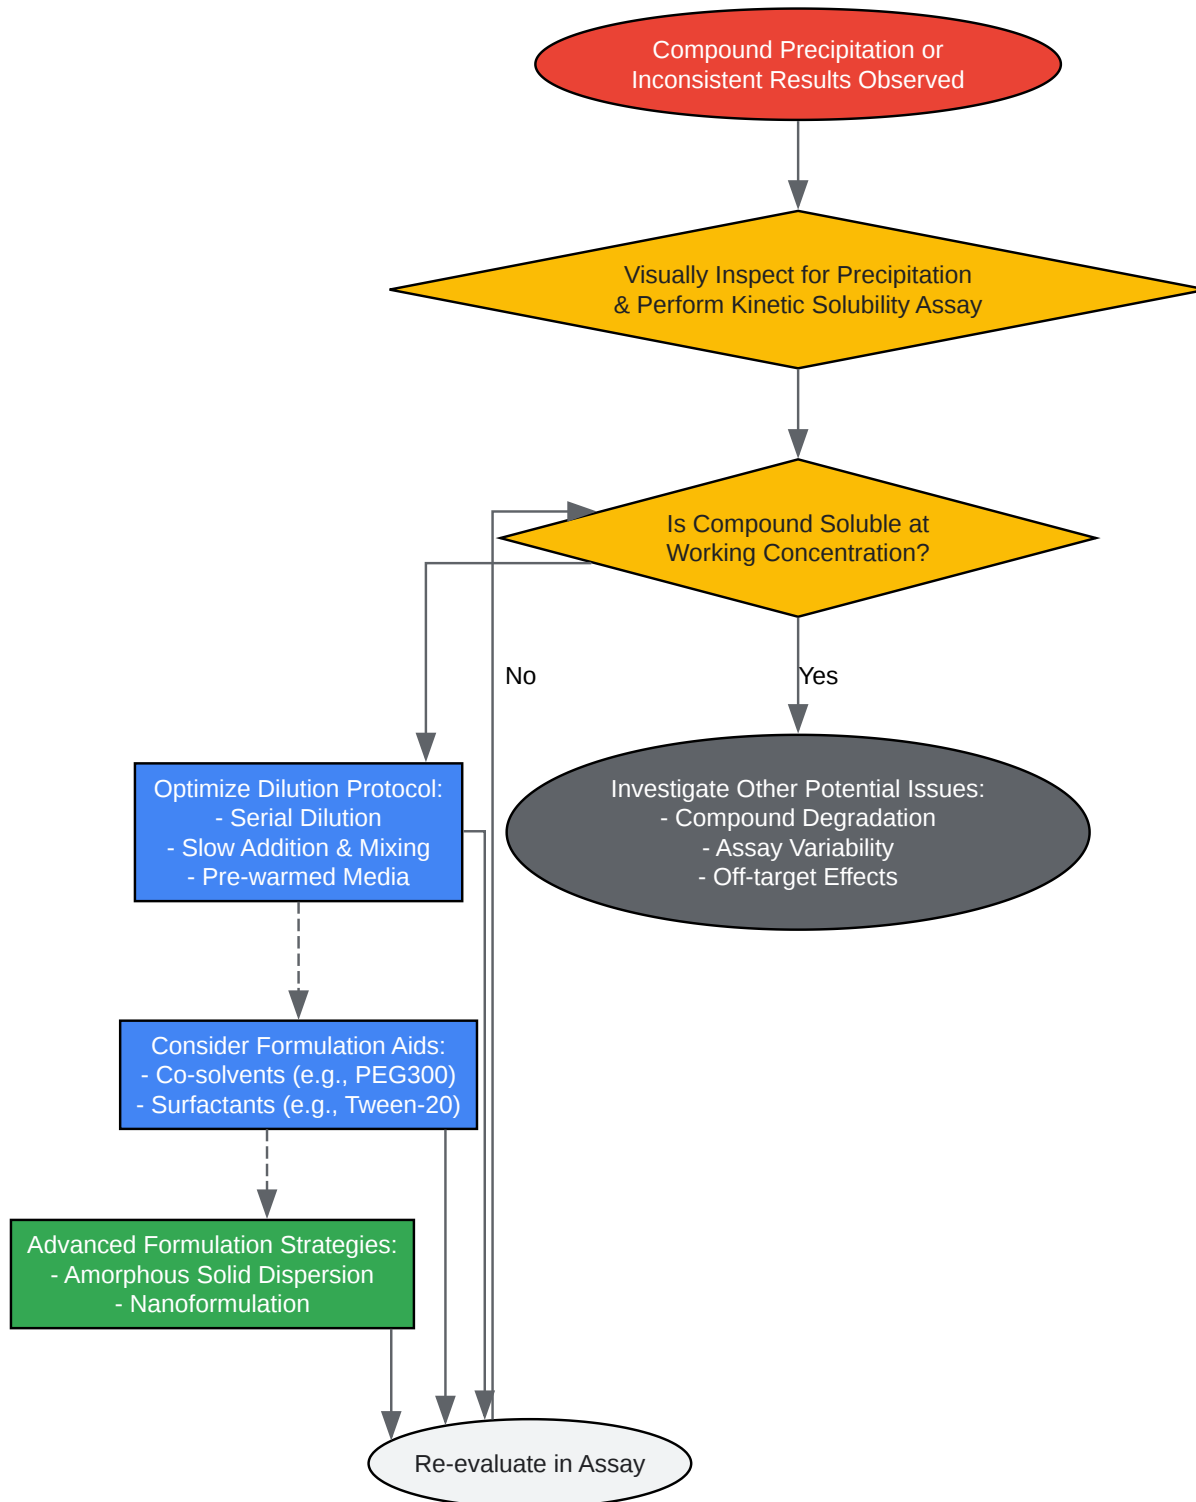 Compound Precipitation or
Inconsistent Results Observed
Visually Inspect for Precipitation
& Perform Kinetic Solubility Assay
Is Compound Soluble at
Working Concentration?
No
Yes
Optimize Dilution Protocol:
- Serial Dilution
- Slow Addition & Mixing
- Pre-warmed Media
Investigate Other Potential Issues:
- Compound Degradation
- Assay Variability
- Off-target Effects
Consider Formulation Aids:
- Co-solvents (e.g., PEG300)
- Surfactants (e.g., Tween-20)
Advanced Formulation Strategies:
- Amorphous Solid Dispersion
- Nanoformulation
Re-evaluate in Assay